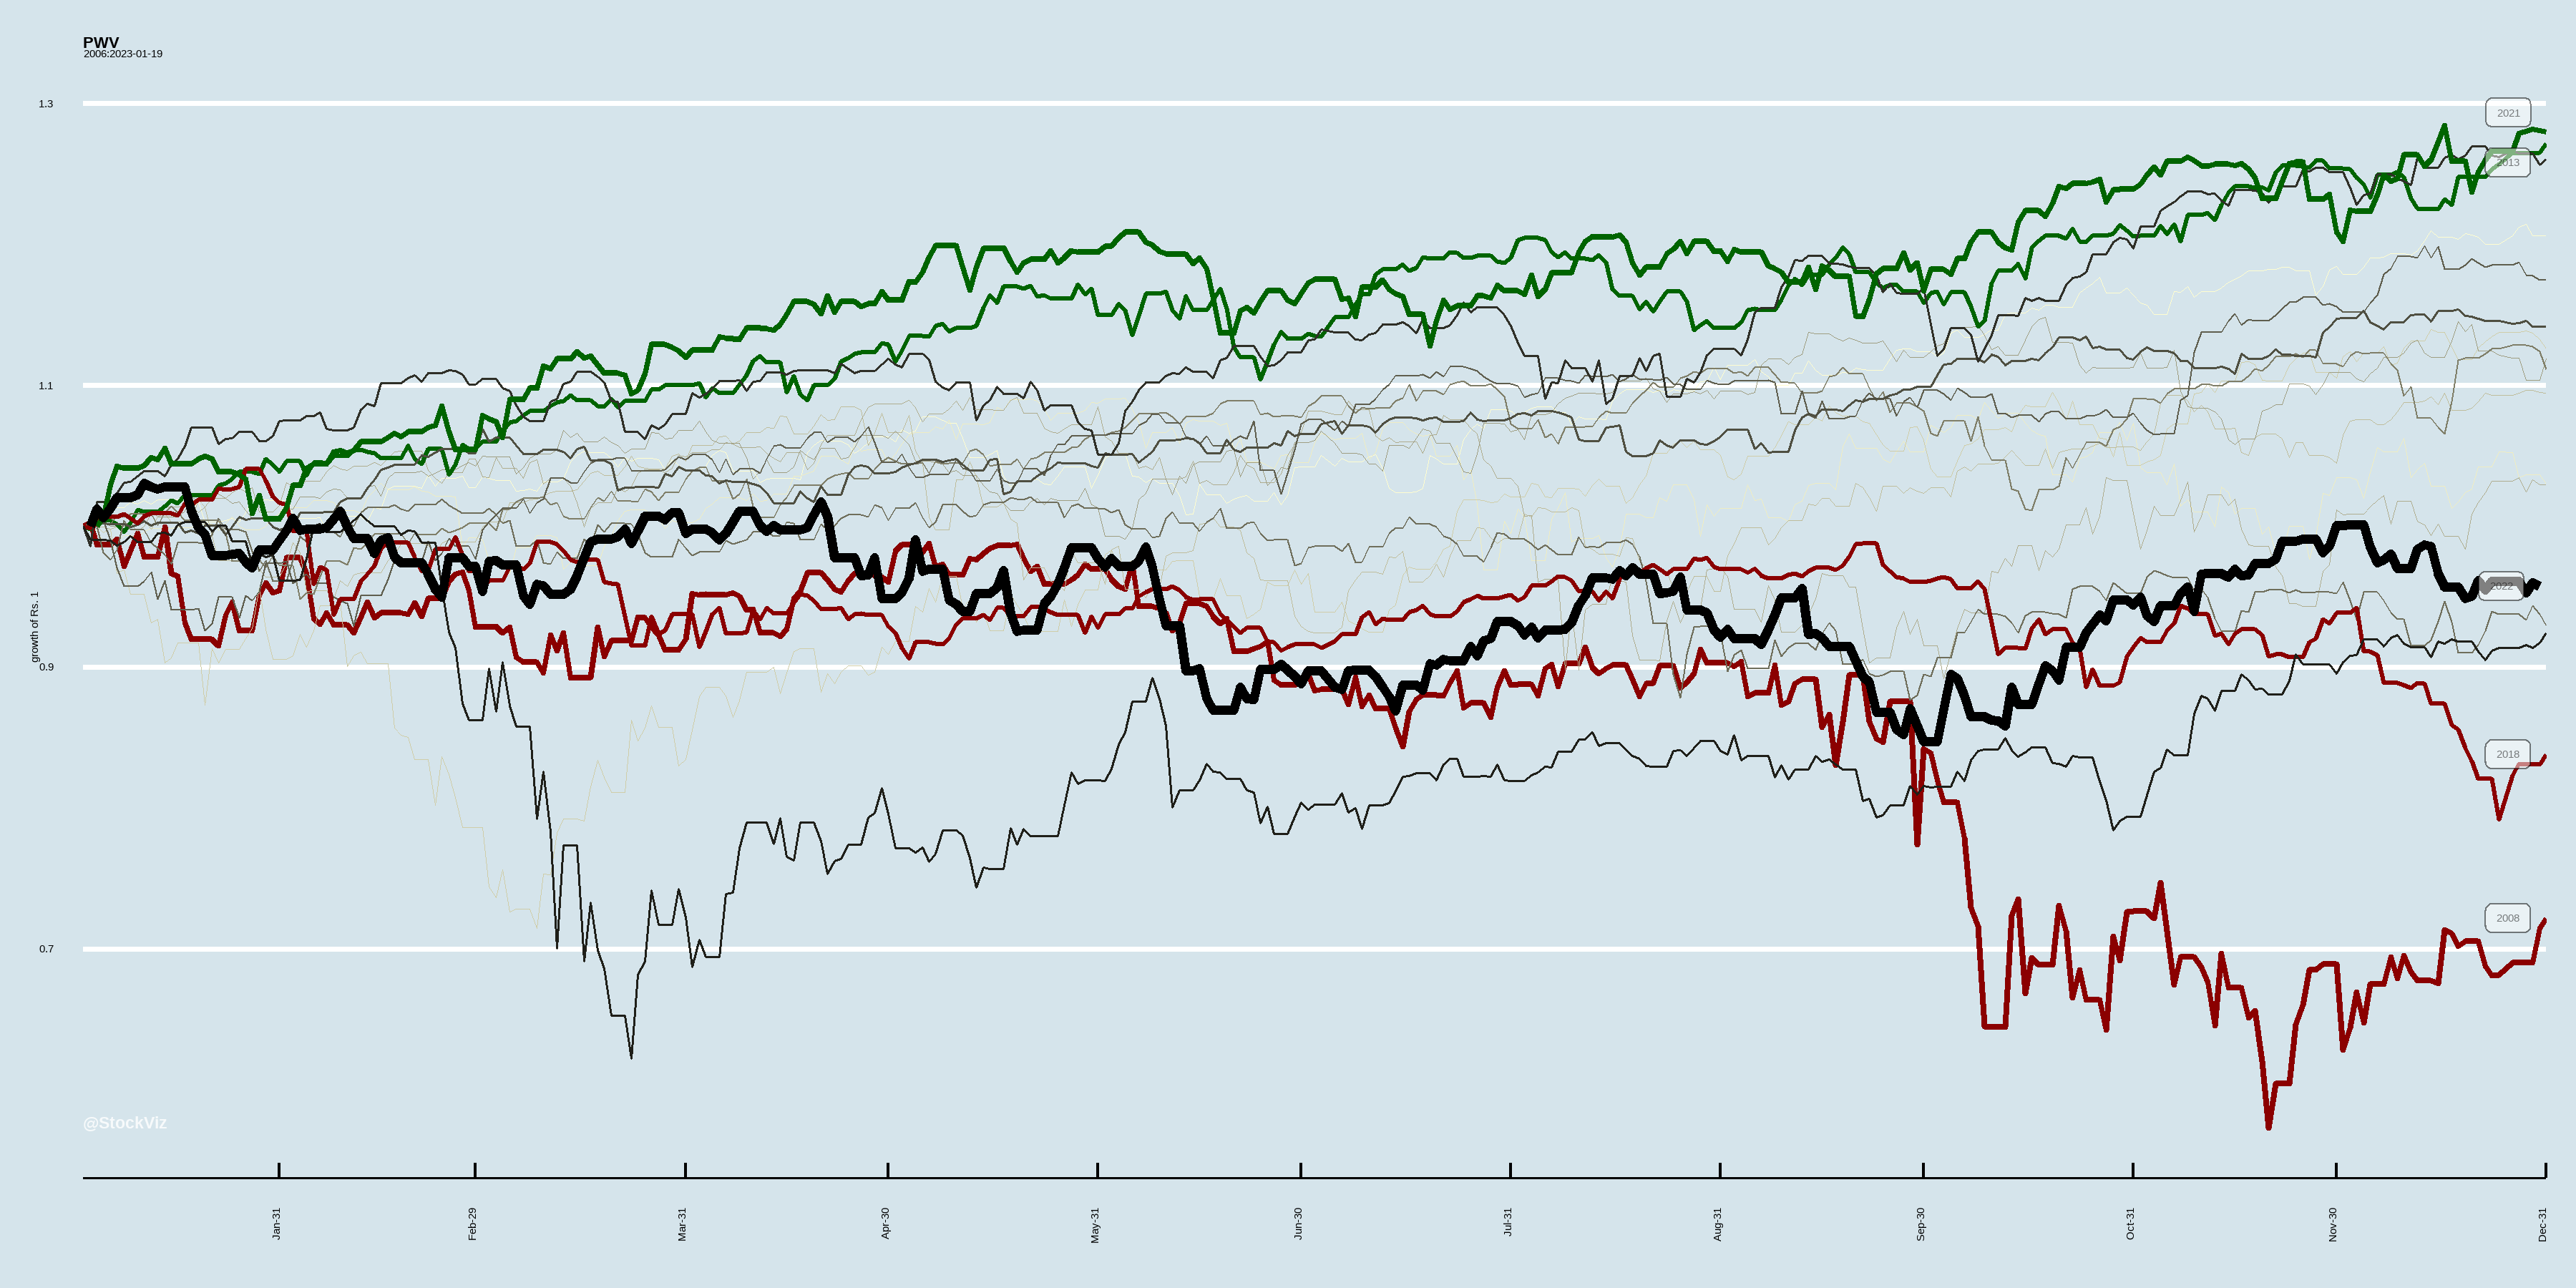 PWV
2006:2023-01-19
1.3
1.1
0.9
0.7
growth of Rs. 1
2021
2013
2022
2018
2008
@StockViz
Jan-31
Feb-29
Mar-31
Apr-30
May-31
Jun-30
Jul-31
Aug-31
Sep-30
Oct-31
Nov-30
Dec-31